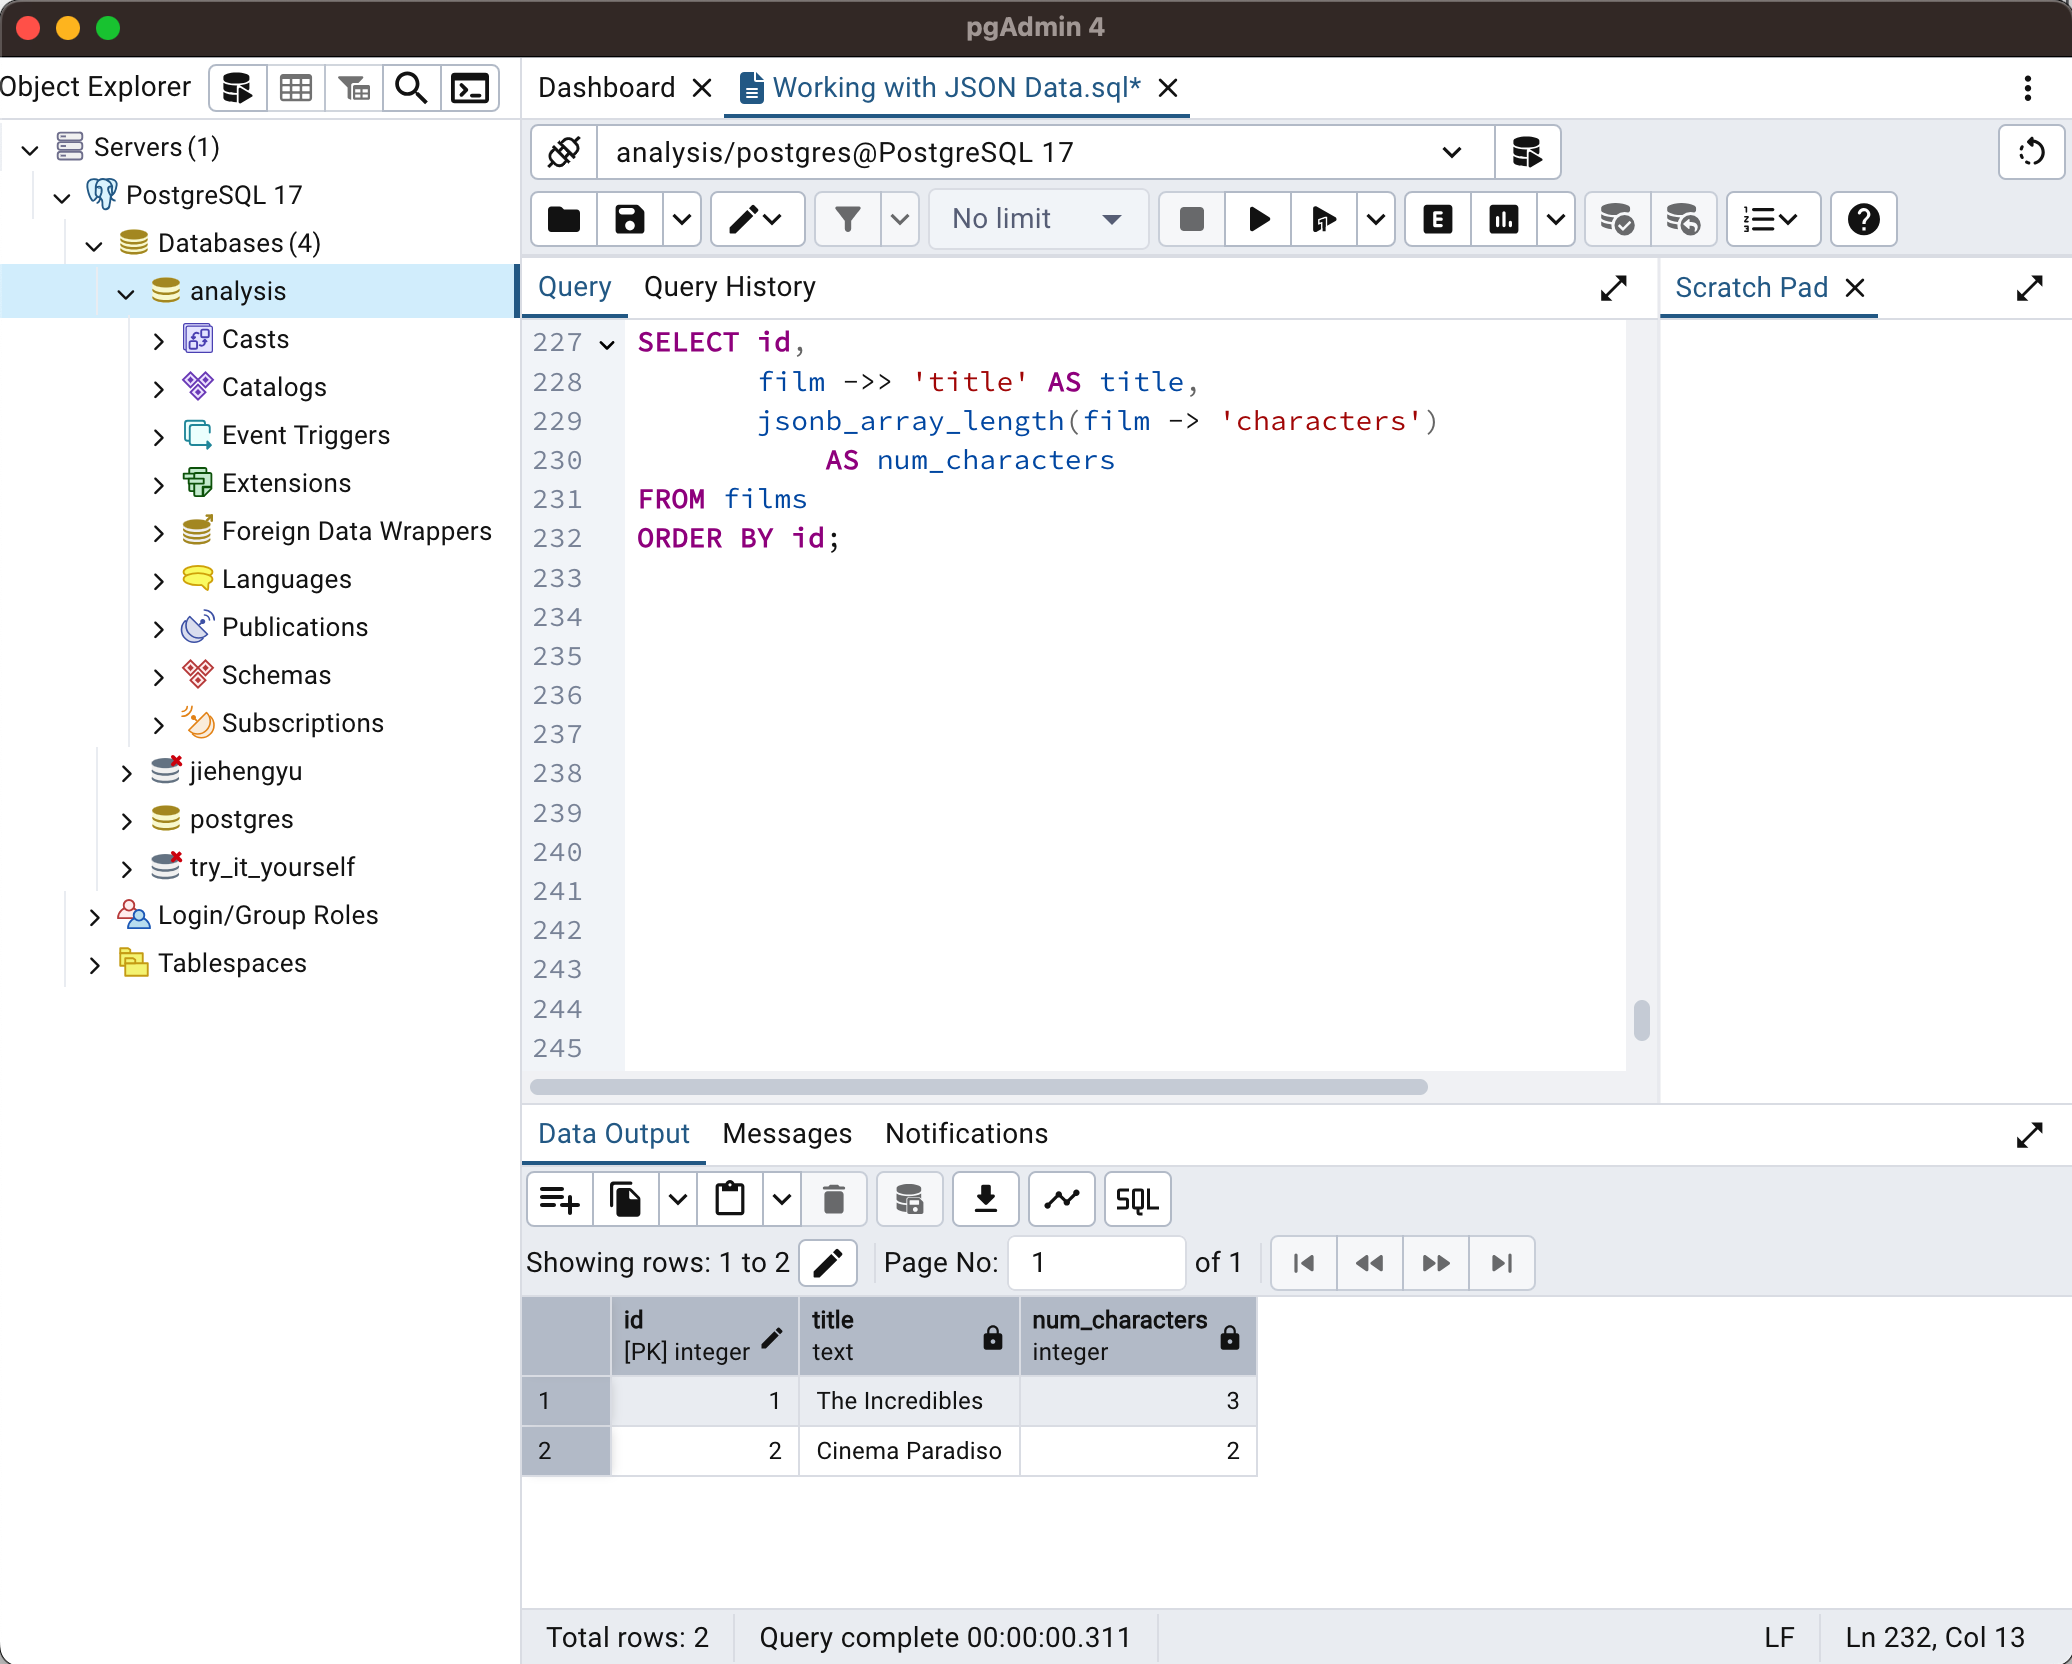 pgAdmin 4
Object Explorer
Servers (1)
PostgreSQL 17
Databases (4)
analysis
Casts
Catalogs
Event Triggers
Extensions
Foreign Data Wrappers
Languages
Publications
Schemas
Subscriptions
jiehengyu
postgres
try_it_yourself
Login/Group Roles
Tablespaces
Dashboard
Working with JSON Data.sql*
analysis/postgres@PostgreSQL 17
No limit
E
Query Query History
Scratch Pad
227 SELECT id,
228 film ->> 'title' AS title,
229 jsonb_array_length(film -> 'characters')
230 AS num_characters
231 FROM films
232 ORDER BY id;
233
234
235
236
237
238
239
240
241
242
243
244
245
Data Output Messages Notifications
SQL
Showing rows: 1 to 2 Page No: 1 of 1
id title num_characters
[PK] integer text integer
1 1 The Incredibles 3
2 2 Cinema Paradiso 2
Total rows: 2 Query complete 00:00:00.311 LF Ln 232, Col 13